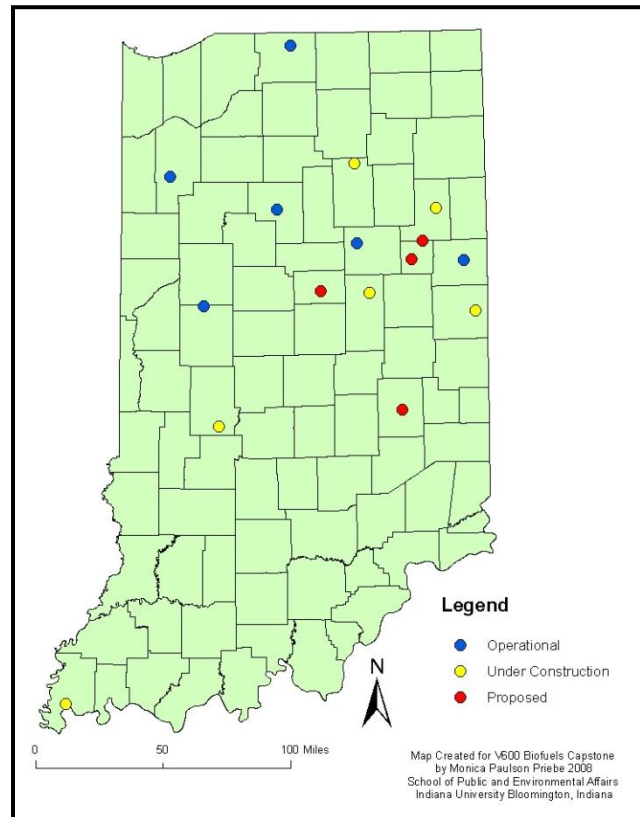 Legend
Operational
Under Construction
Proposed
N
0 50 100 Miles
Map Created for V600 Biofuels Capstone
by Monica Paulson Priebe 2008
School of Public and Environmental Affairs
Indiana University Bloomington, Indiana